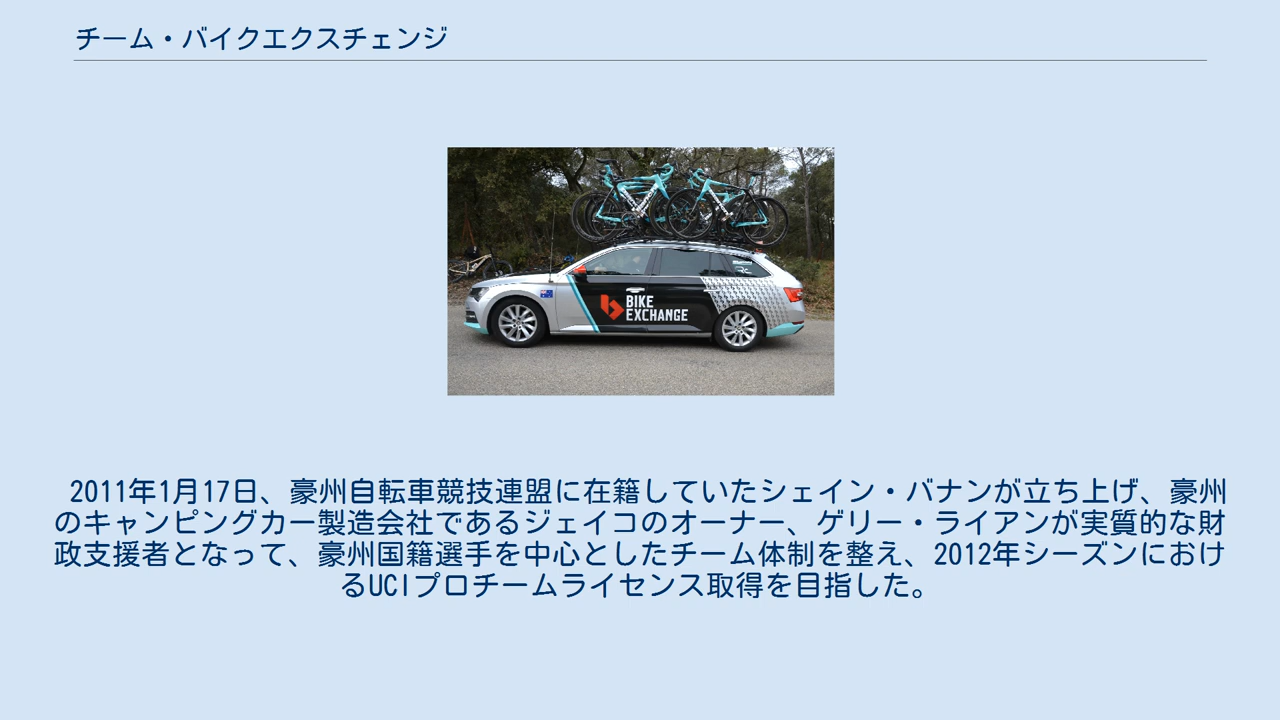 チーム・バイクエクスチェンジ
BIKE
EXCHANGE
2011年1月17日、豪州自転車競技連盟に在籍していたシェイン・バナンが立ち上げ、豪州
のキャンピングカー製造会社であるジェイコのオーナー、ゲリー・ライアンが実質的な財
政支援者となって、豪州国籍選手を中心としたチーム体制を整え、2012年シーズンにおけ
るUCIプロチームライセンス取得を目指した。